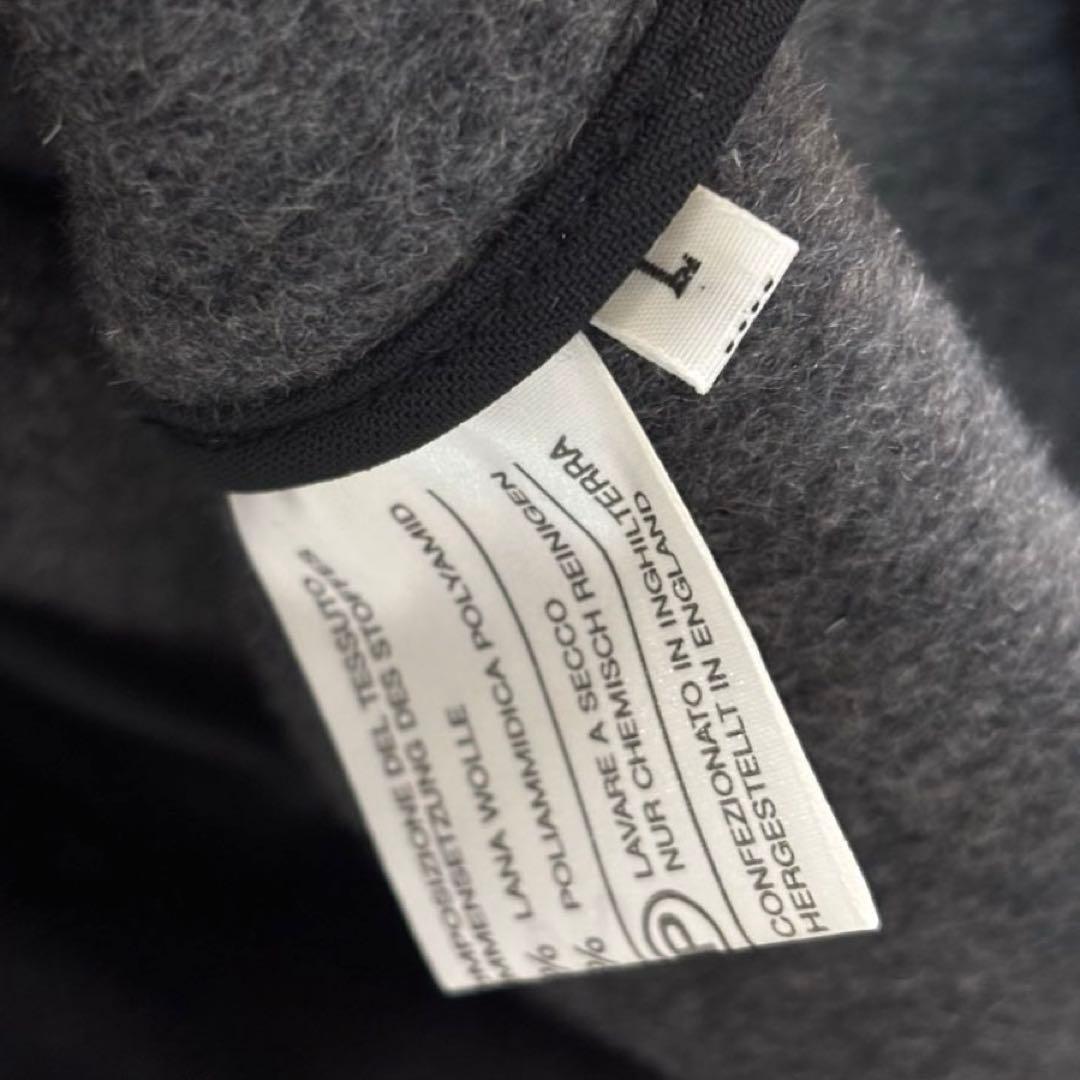 L
MPOSIZIONE DEL TESSUTO
MMENSETZUNG DES STOFFES
% LANA WOLLE
% POLIAMMIDICA POLYAMID
P
LAVARE A SECCO
NUR CHEMISCH REINIGEN
CONFEZIONATO IN INGHILTERRA
HERGESTELLT IN ENGLAND